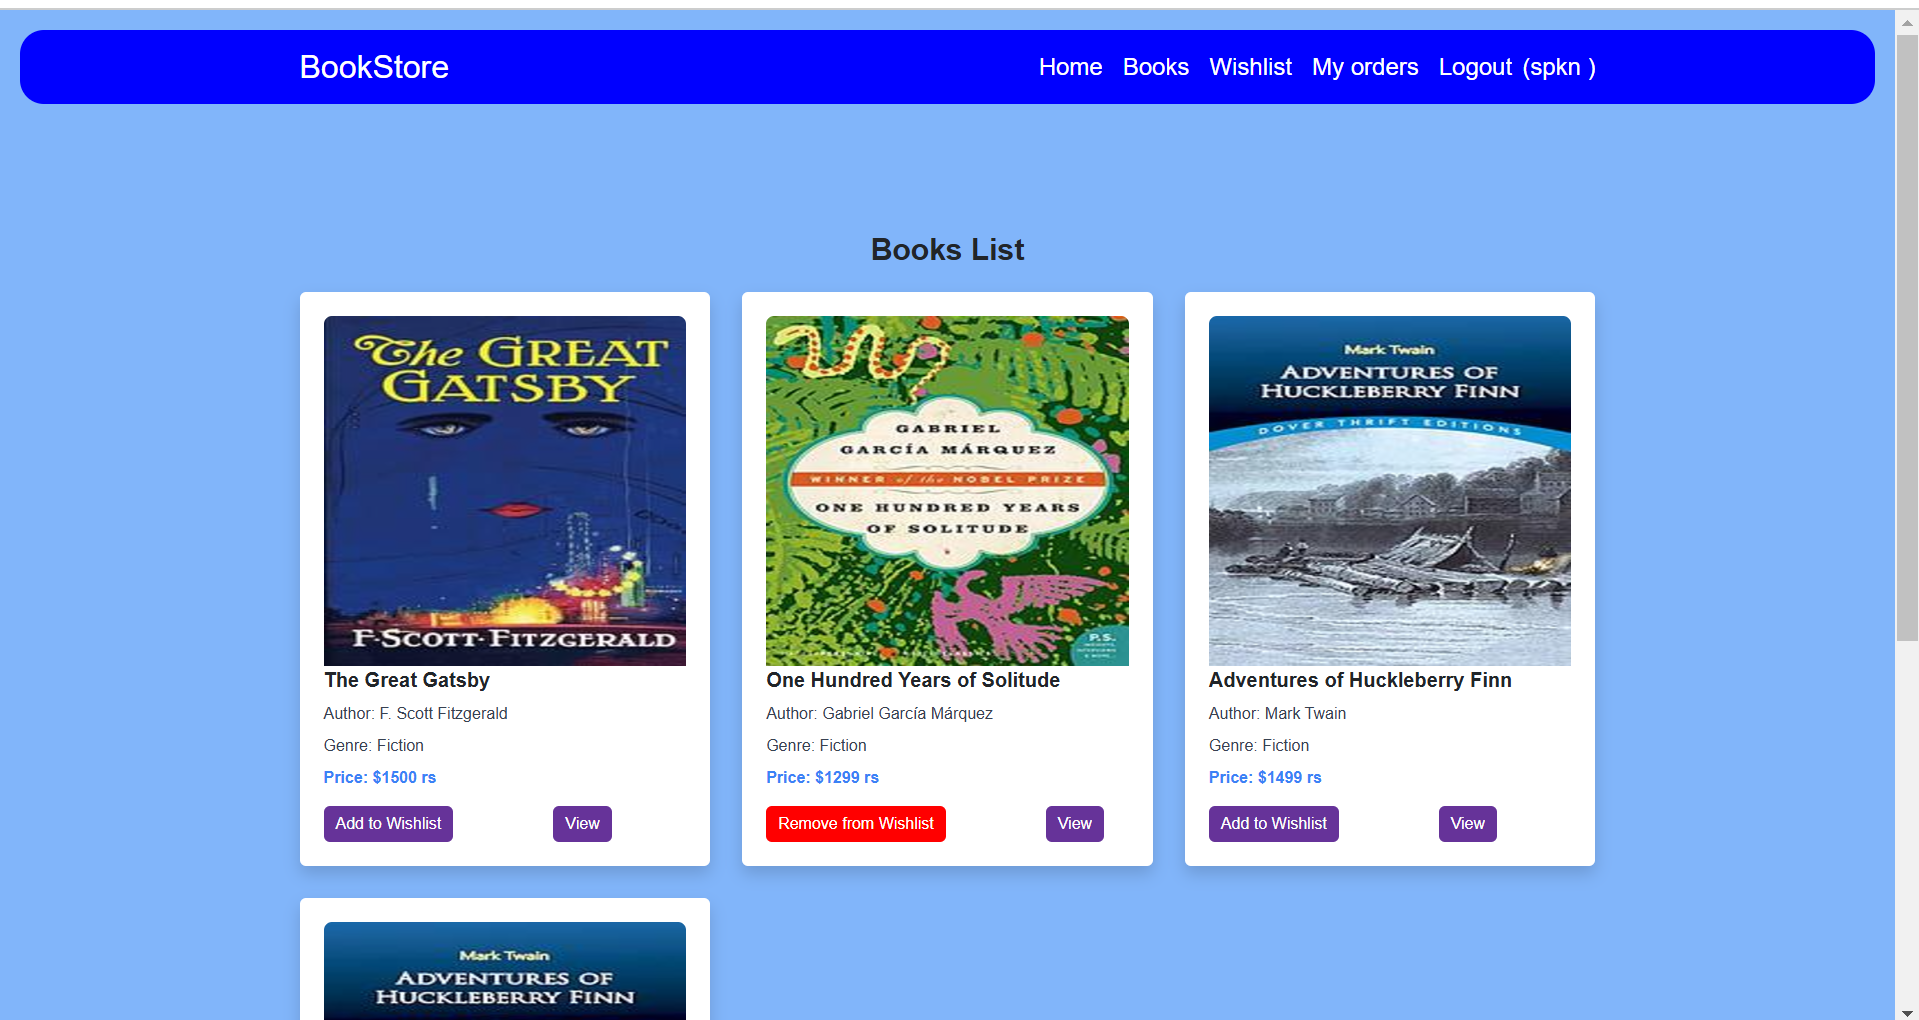 BookStore
Home Books Wishlist My orders Logout (spkn )
Books List
The GREAT
GATSBY
F·SCOTT·FITZGERALD
The Great Gatsby
Author: F. Scott Fitzgerald
Genre: Fiction
Price: $1500 rs
Add to Wishlist View
GABRIEL
GARCÍA MÁRQUEZ
WINNER of the NOBEL PRIZE
ONE HUNDRED YEARS
OF SOLITUDE
P.S.
One Hundred Years of Solitude
Author: Gabriel García Márquez
Genre: Fiction
Price: $1299 rs
Remove from Wishlist View
Mark Twain
ADVENTURES OF
HUCKLEBERRY FINN
DOVER THRIFT EDITIONS
Adventures of Huckleberry Finn
Author: Mark Twain
Genre: Fiction
Price: $1499 rs
Add to Wishlist View
Mark Twain
ADVENTURES OF
HUCKLEBERRY FINN